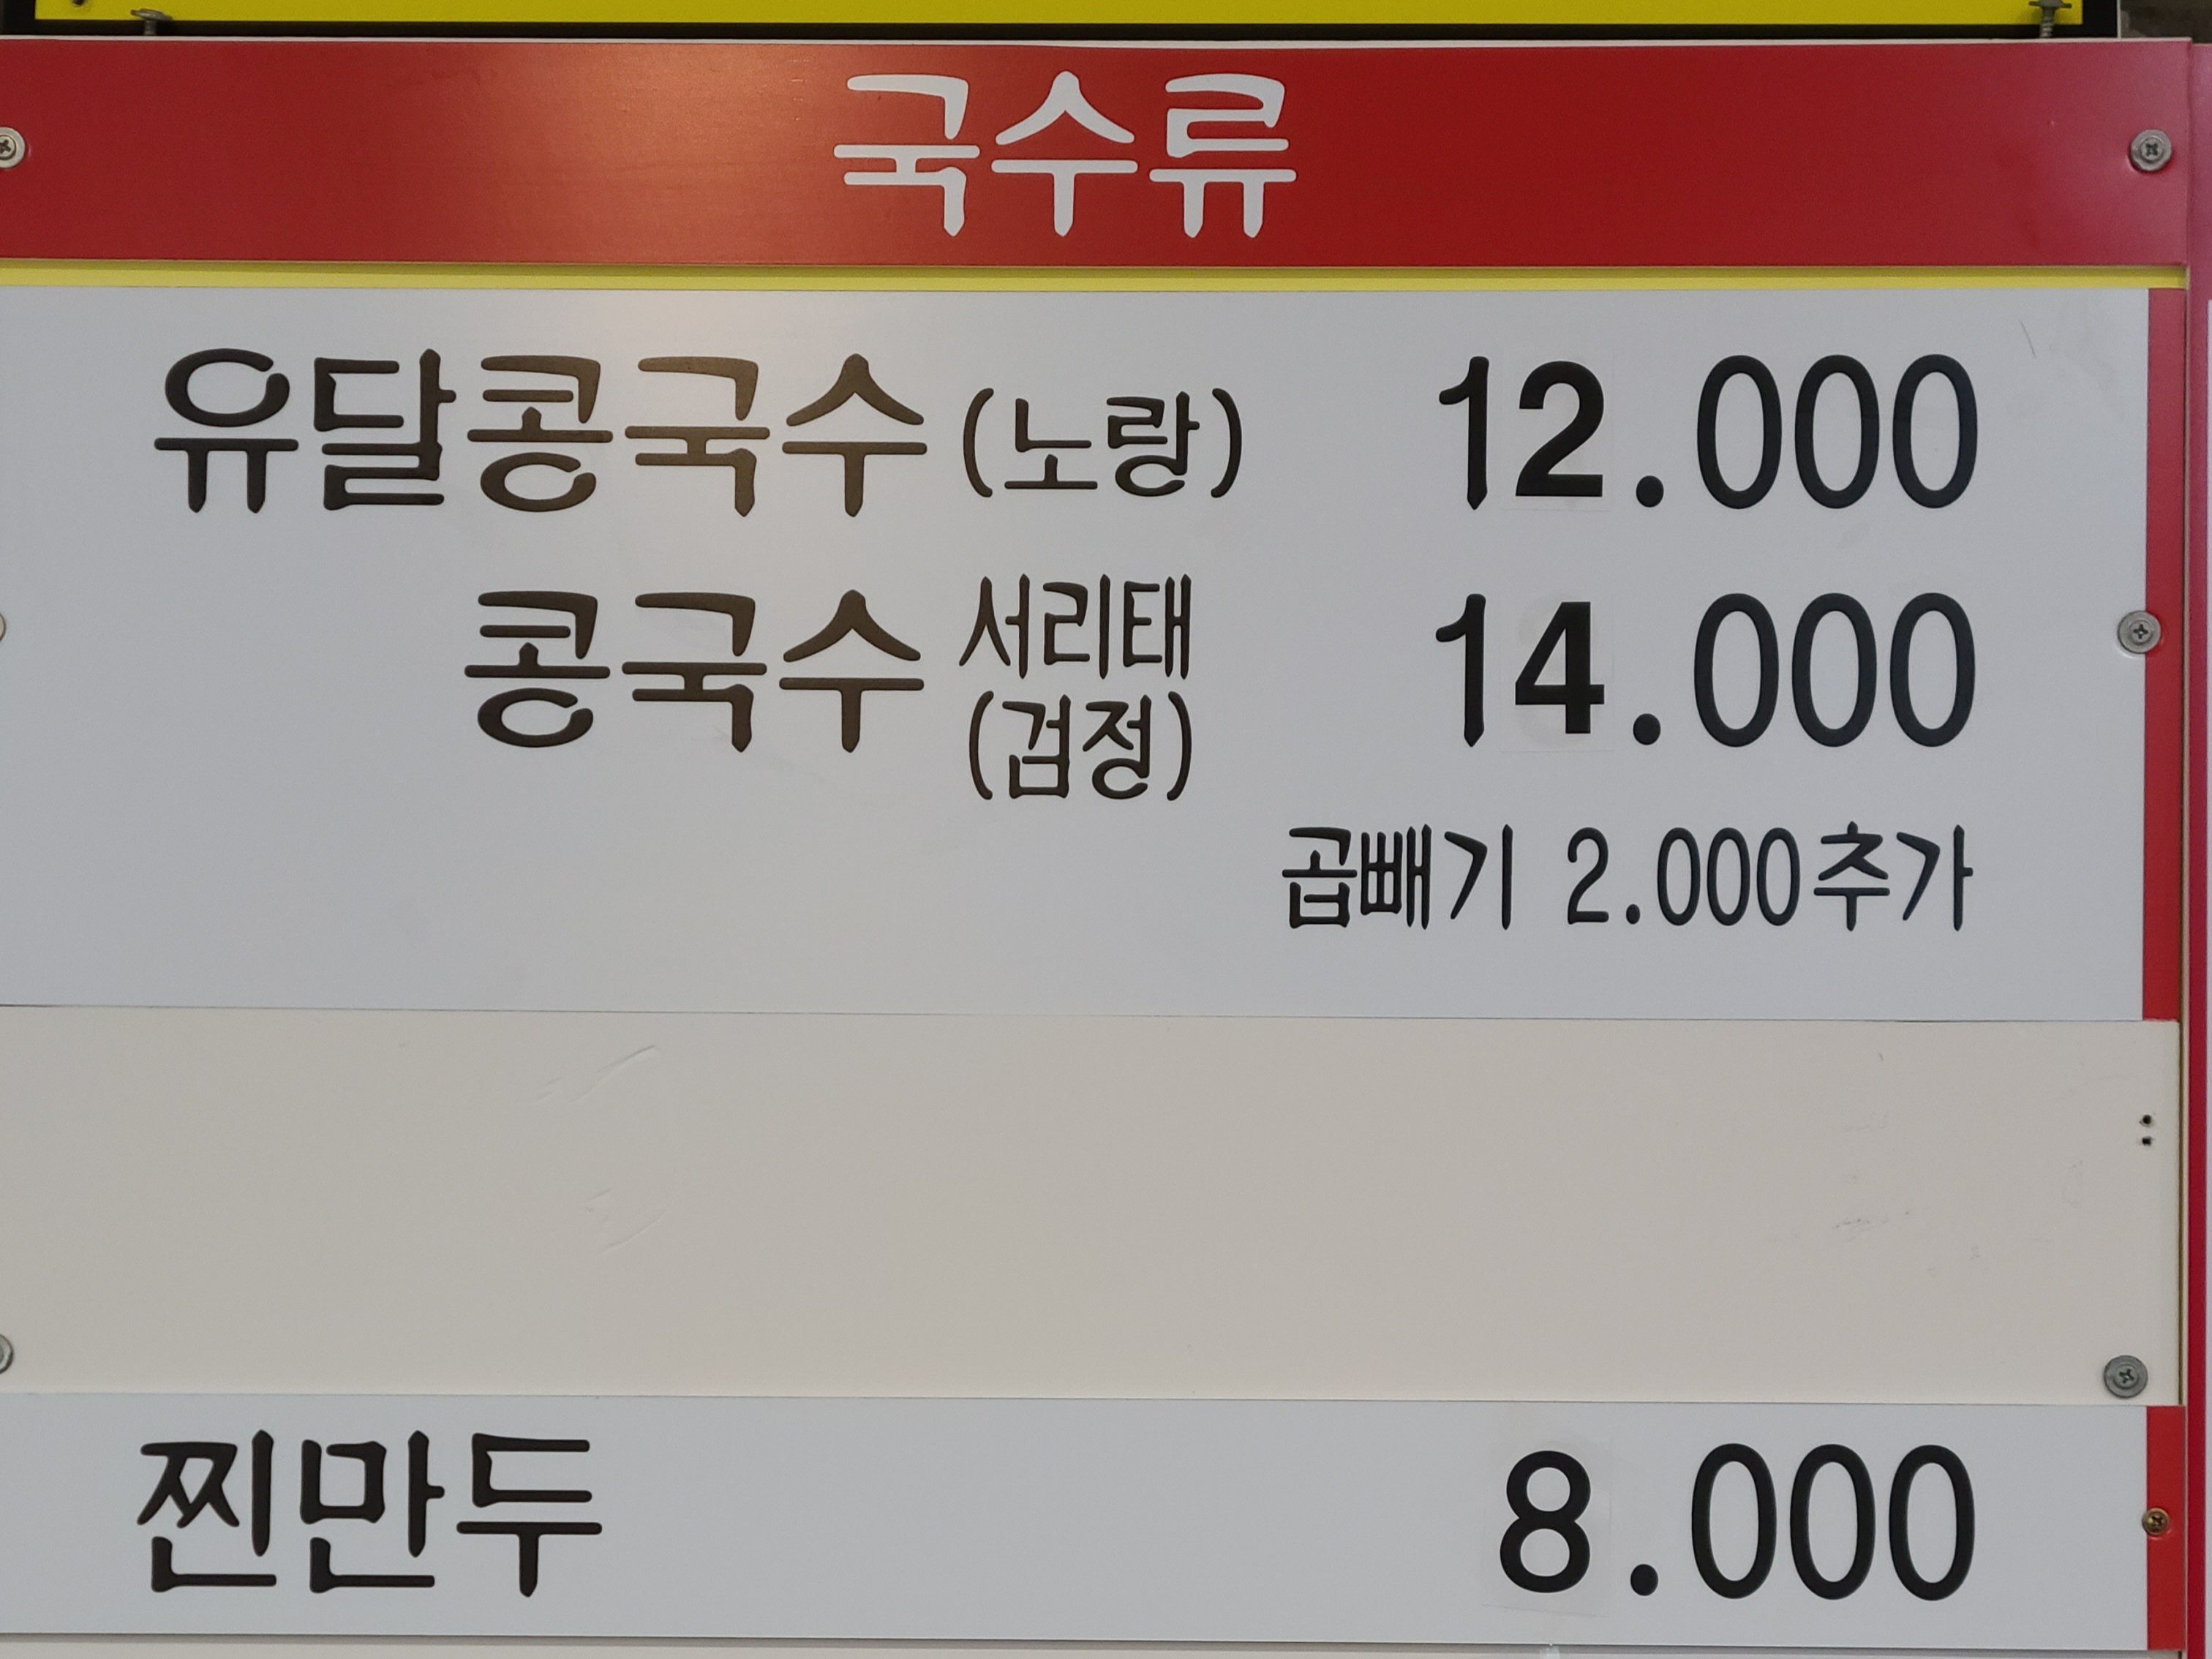 국수류
유달콩국수(노랑) 12.000
콩국수 서리태 14.000
(겁정)
곱빼기 2.000추가
찐만두 8.000